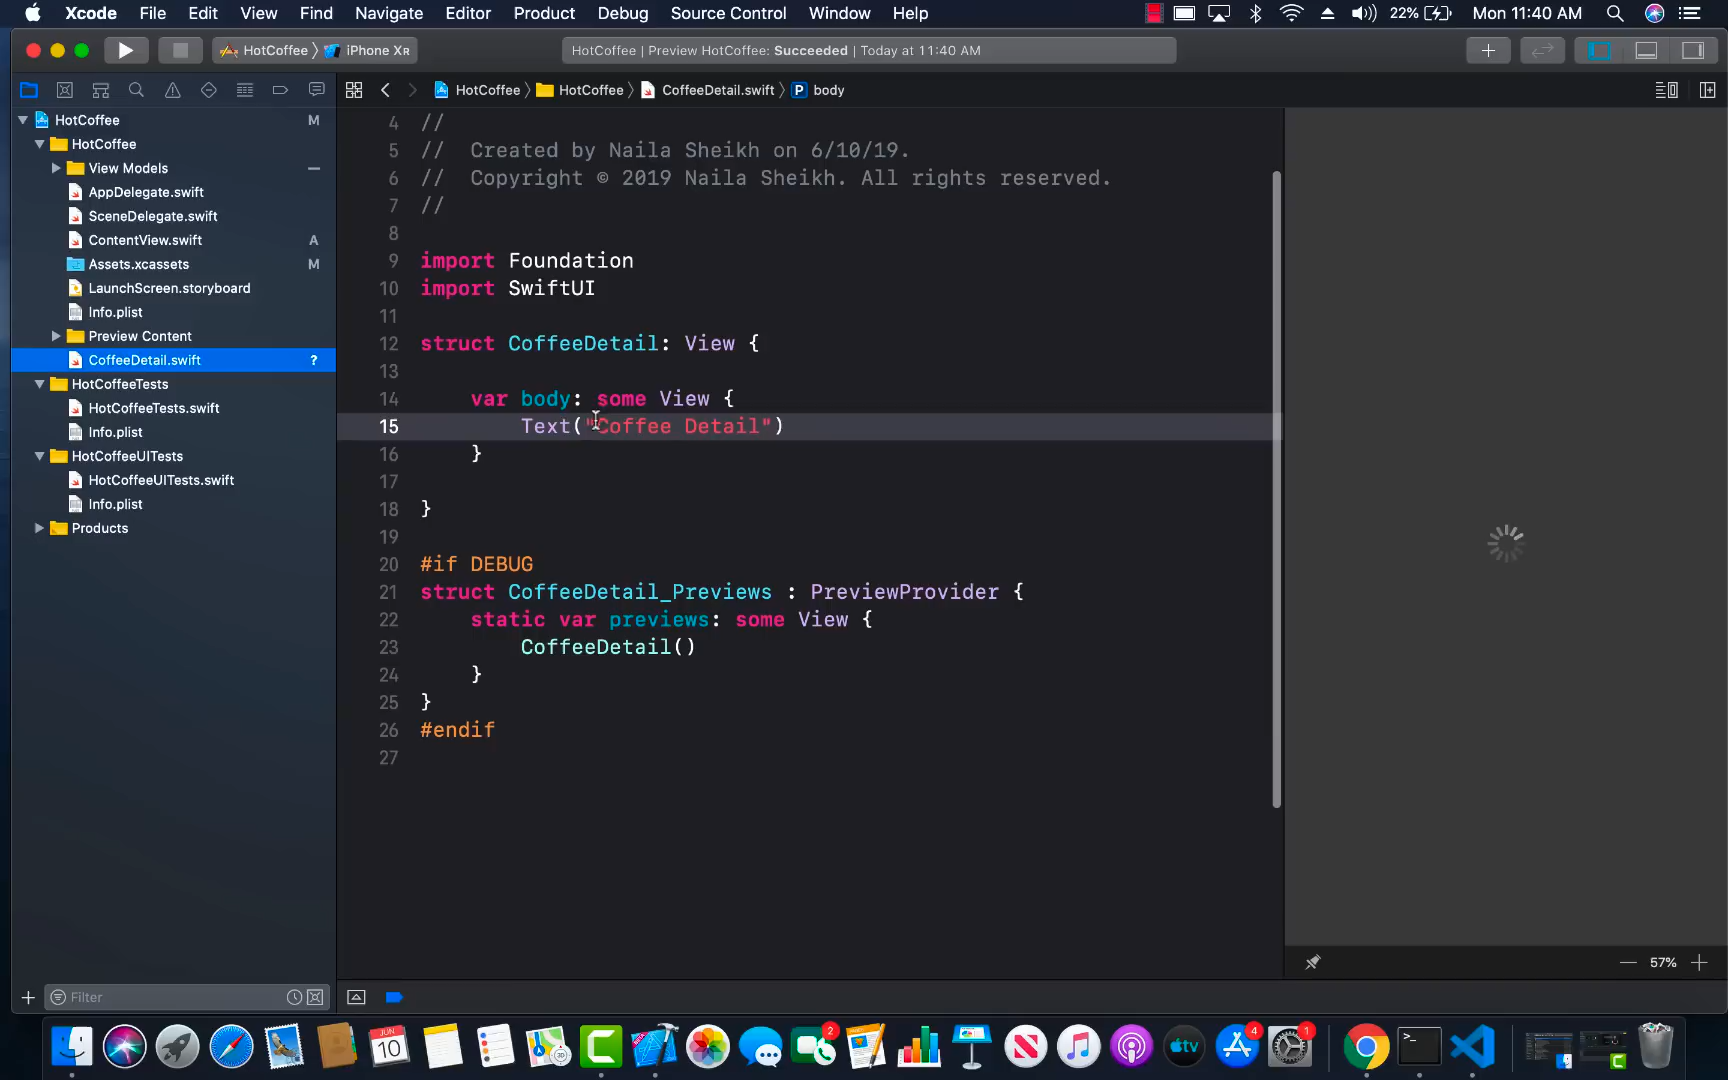 Xcode File Edit View Find Navigate Editor Product Debug Source Control Window Help 22% Mon 11:40 AM
HotCoffee iPhone XR HotCoffee | Preview HotCoffee: Succeeded | Today at 11:40 AM
HotCoffee HotCoffee CoffeeDetail.swift P body
HotCoffee M
HotCoffee
View Models
AppDelegate.swift
SceneDelegate.swift
ContentView.swift A
Assets.xcassets M
LaunchScreen.storyboard
Info.plist
Preview Content
CoffeeDetail.swift ?
HotCoffeeTests
HotCoffeeTests.swift
Info.plist
HotCoffeeUITests
HotCoffeeUITests.swift
Info.plist
Products
4 //
5 // Created by Naila Sheikh on 6/10/19.
6 // Copyright © 2019 Naila Sheikh. All rights reserved.
7 //
8
9 import Foundation
10 import SwiftUI
11
12 struct CoffeeDetail: View {
13
14 var body: some View {
15 Text("Coffee Detail")
16 }
17
18 }
19
20 #if DEBUG
21 struct CoffeeDetail_Previews : PreviewProvider {
22 static var previews: some View {
23 CoffeeDetail()
24 }
25 }
26 #endif
27
57%
Filter
JUN
10
3D
2
tv
4
1